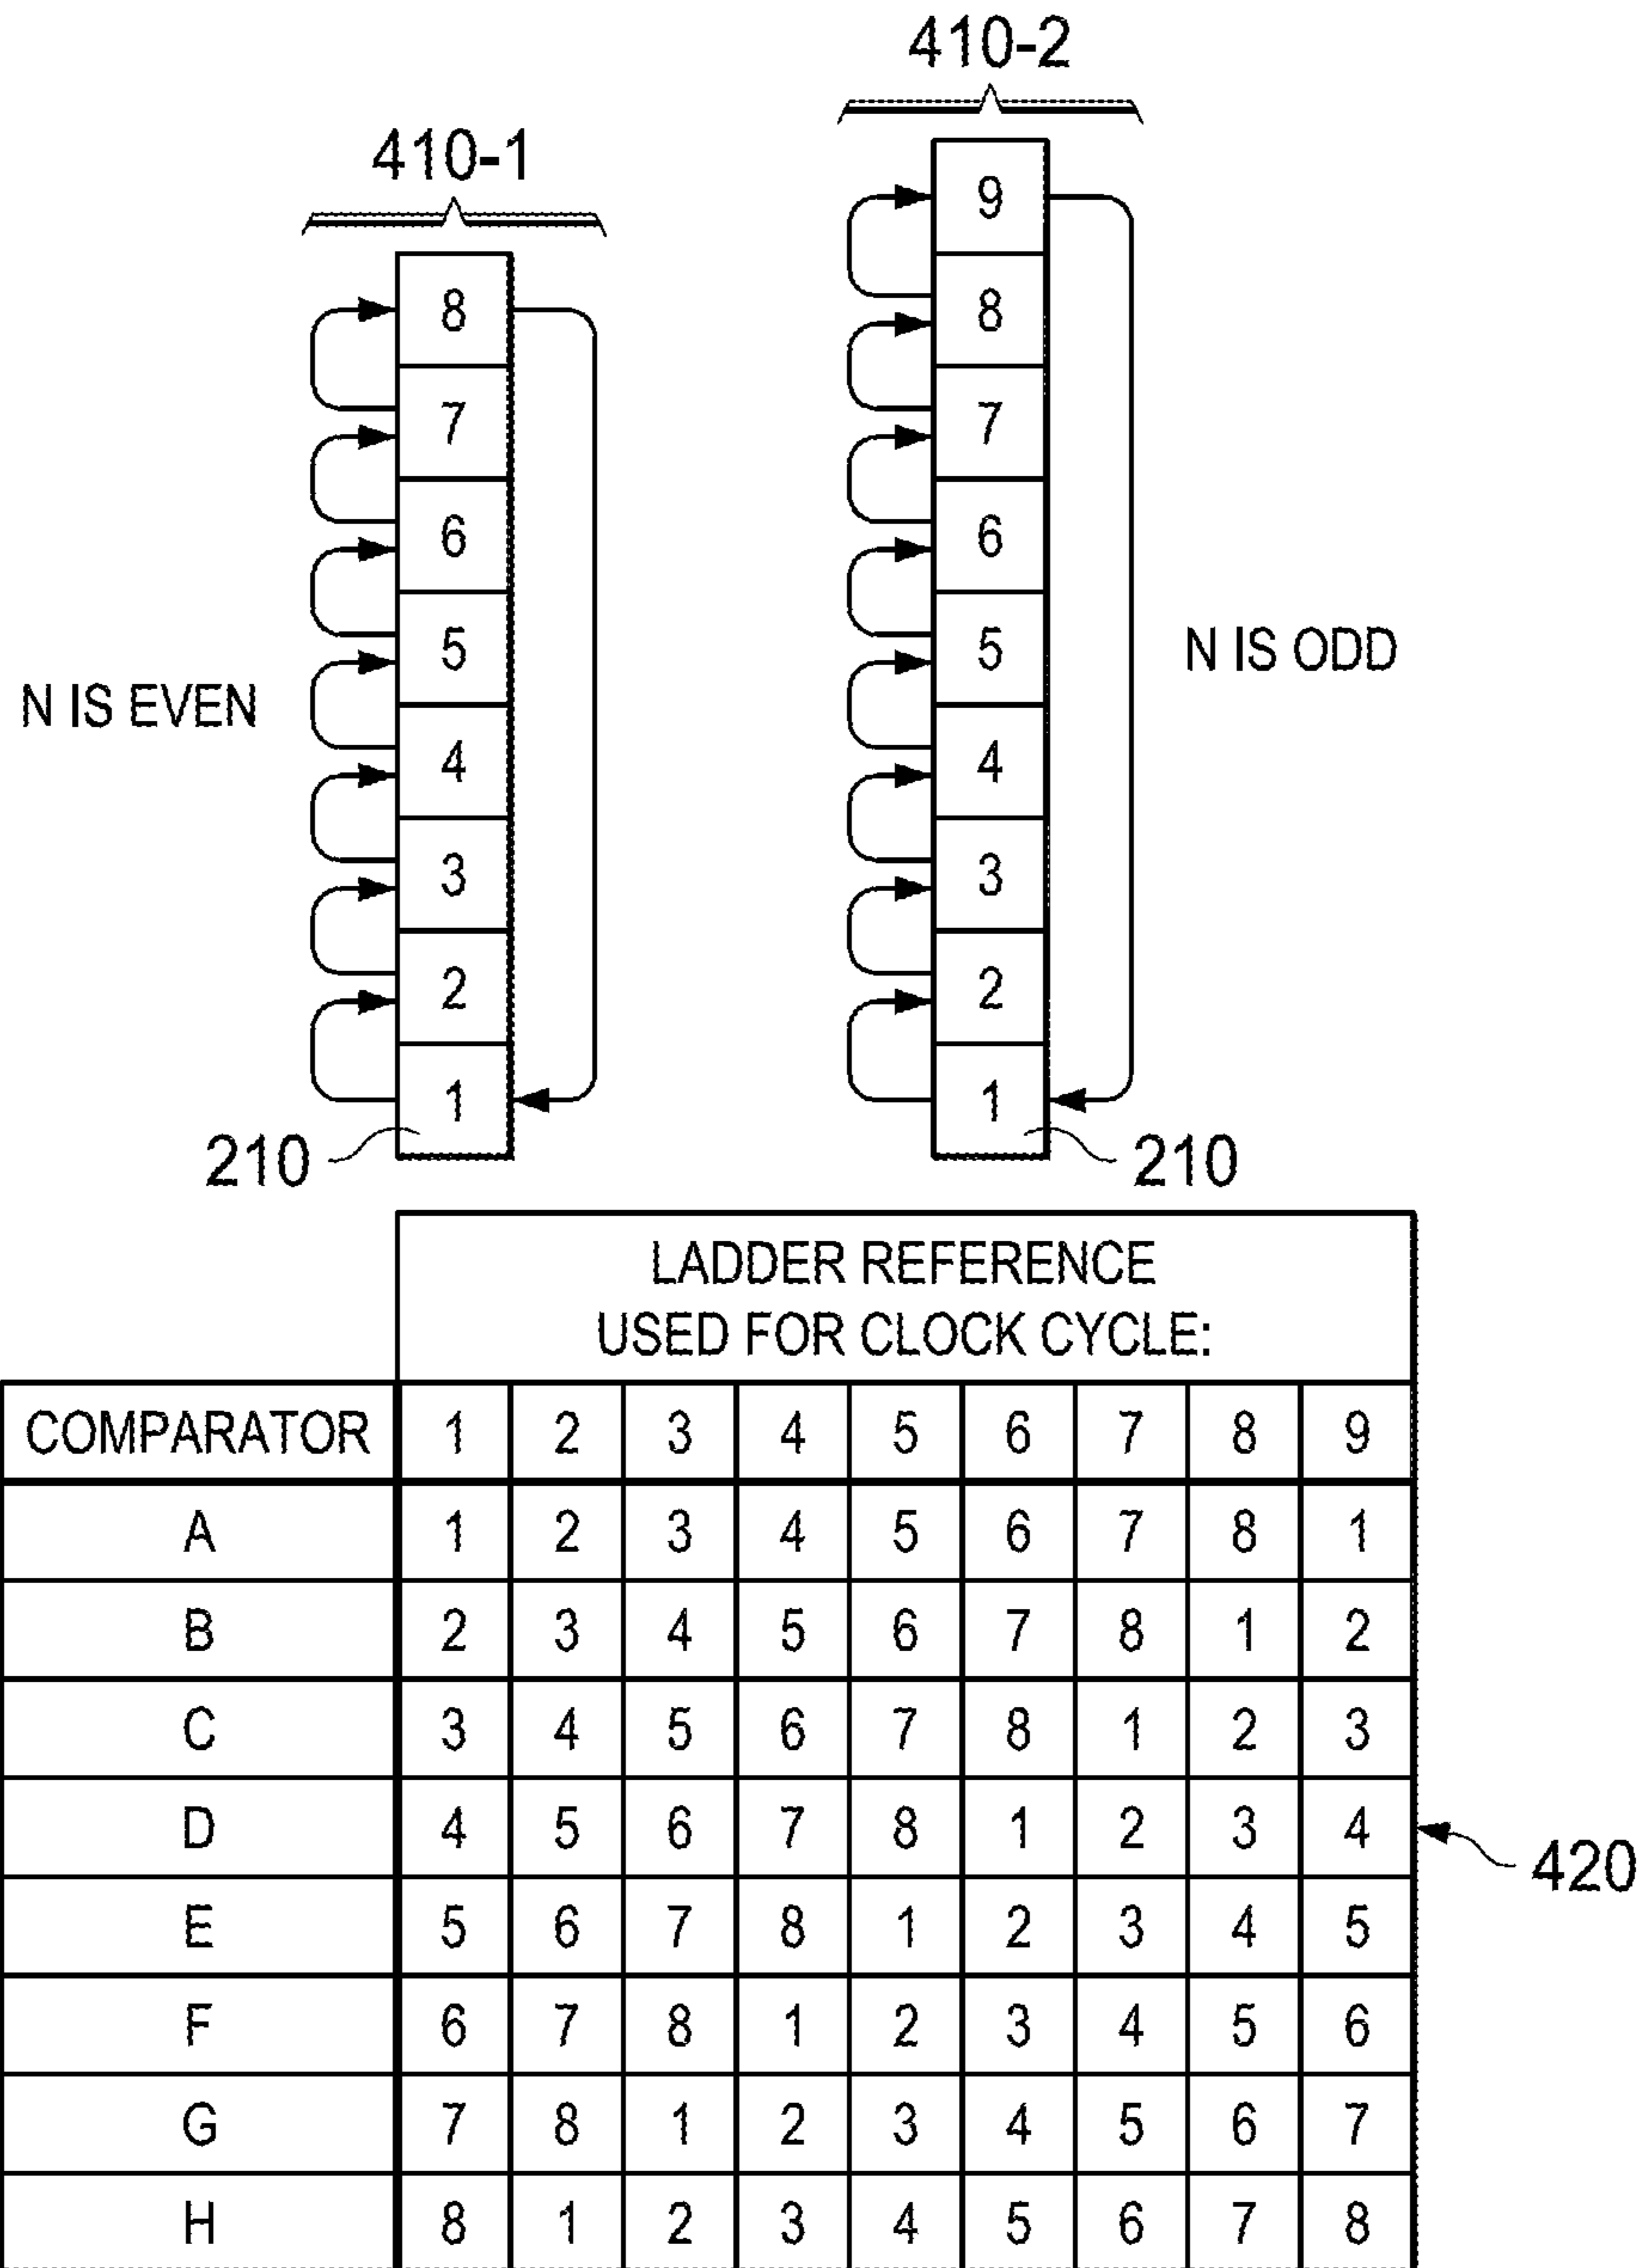 410-2
410-1
9
8
8
7
7
6
6
5
5
N IS ODD
N IS EVEN
4
4
3
3
2
2
1
1
210
210
LADDER REFERENCE
USED FOR CLOCK CYCLE:
COMPARATOR 1 2 3 4 5 6 7 8 9
A 1 2 3 4 5 6 7 8 1
B 2 3 4 5 6 7 8 1 2
C 3 4 5 6 7 8 1 2 3
D 4 5 6 7 8 1 2 3 4
420
E 5 6 7 8 1 2 3 4 5
F 6 7 8 1 2 3 4 5 6
G 7 8 1 2 3 4 5 6 7
H 8 1 2 3 4 5 6 7 8